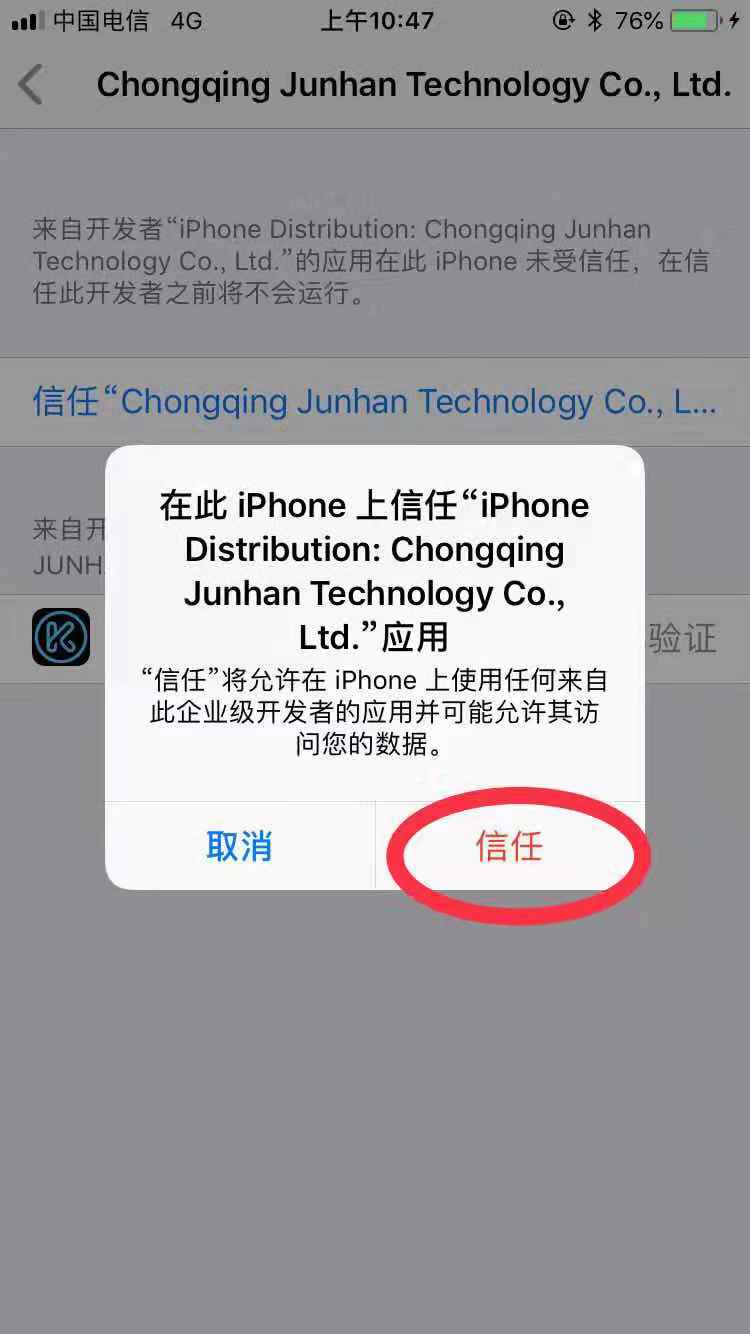 中国电信 4G 上午10:47 76%
Chongqing Junhan Technology Co., Ltd.
来自开发者“iPhone Distribution: Chongqing Junhan
Technology Co., Ltd.”的应用在此 iPhone 未受信任，在信
任此开发者之前将不会运行。
信任“Chongqing Junhan Technology Co., L...
来自开
JUNH
验证
在此 iPhone 上信任“iPhone
Distribution: Chongqing
Junhan Technology Co.,
Ltd.”应用
“信任”将允许在 iPhone 上使用任何来自
此企业级开发者的应用并可能允许其访
问您的数据。
取消 信任